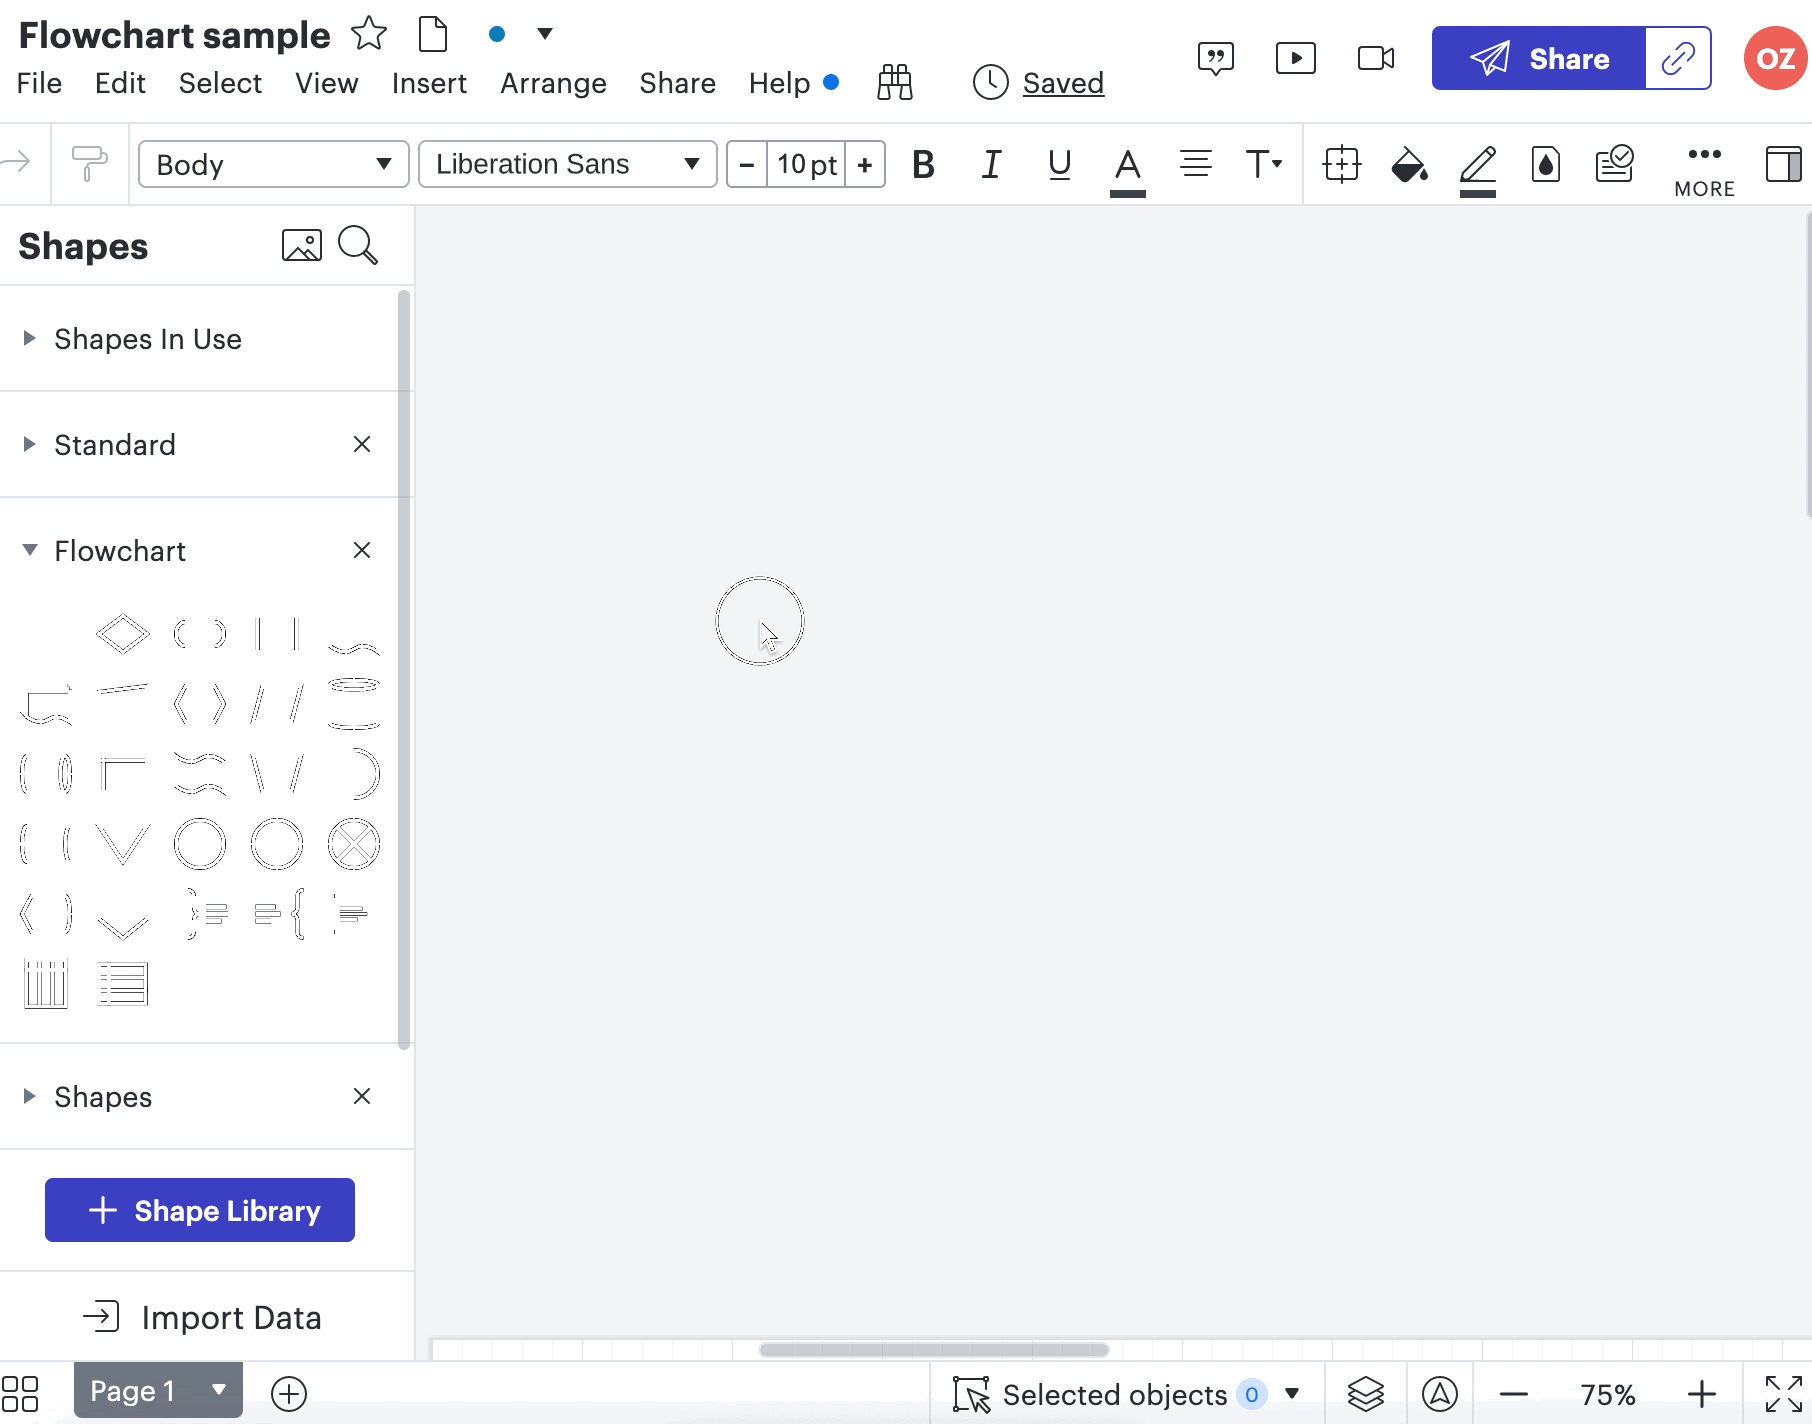 Flowchart sample
File Edit Select View Insert Arrange Share Help Saved
Share
OZ
Body Liberation Sans - 10 pt + B I U A T MORE
Shapes
Shapes In Use
Standard
Flowchart
Shapes
+ Shape Library
Import Data
Page 1
Selected objects 0
75%